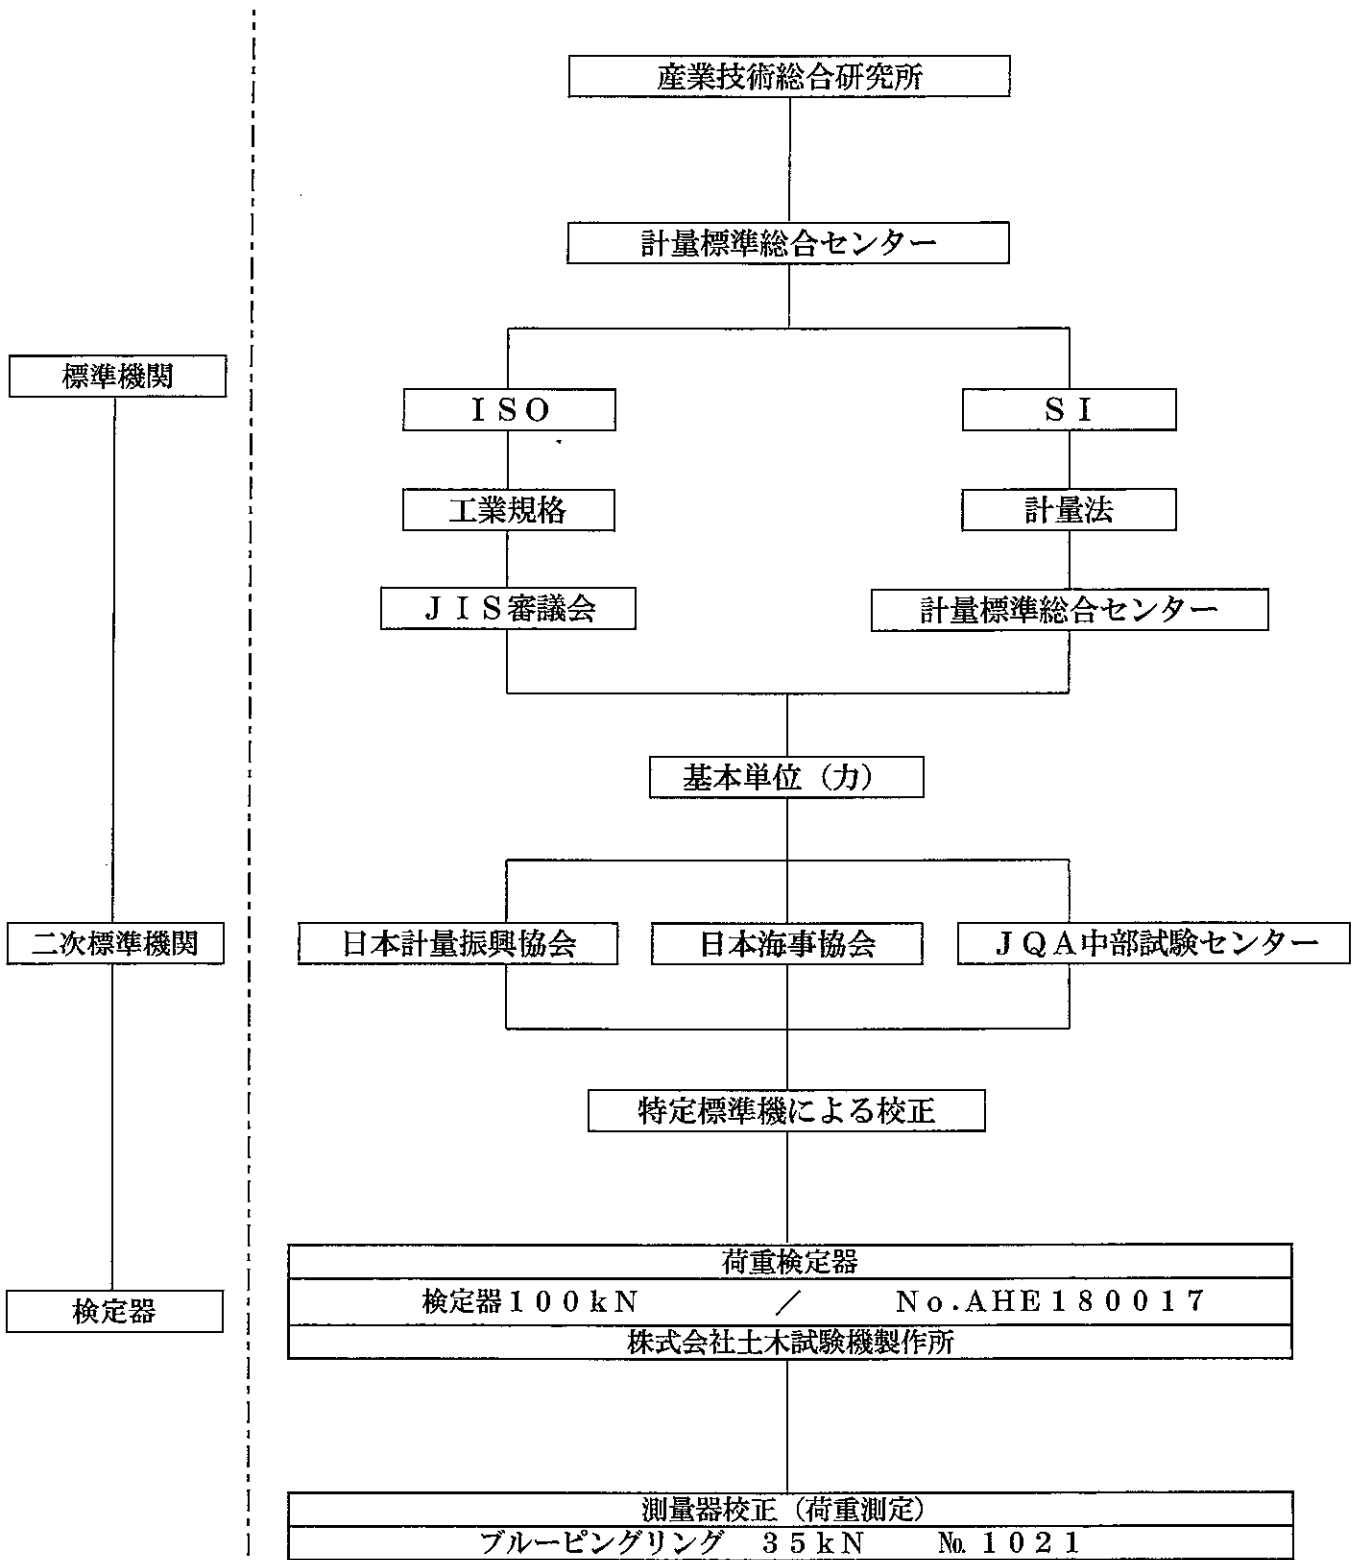 産業技術総合研究所
計量標準総合センター
標準機関
ISO
SI
工業規格
計量法
JIS審議会
計量標準総合センター
基本単位（力）
二次標準機関
日本計量振興協会
日本海事協会
JQA中部試験センター
特定標準機による校正
荷重検定器
検定器100kN ／ No.AHE180017
検定器
株式会社土木試験機製作所
測量器校正（荷重測定）
ブルーピングリング 35kN № 1021